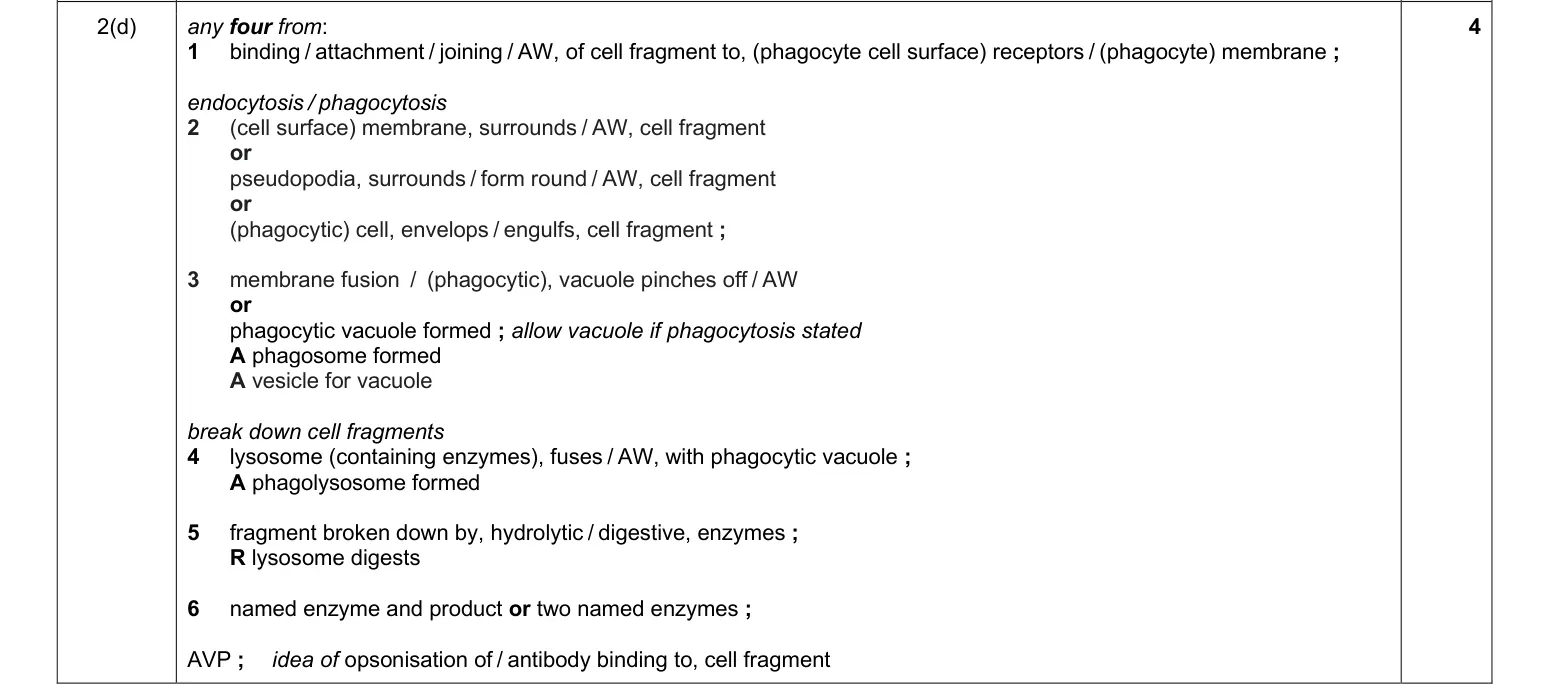 2(d) any four from: 4
1 binding / attachment / joining / AW, of cell fragment to, (phagocyte cell surface) receptors / (phagocyte) membrane ;
endocytosis / phagocytosis
2 (cell surface) membrane, surrounds / AW, cell fragment
or
pseudopodia, surrounds / form round / AW, cell fragment
or
(phagocytic) cell, envelops / engulfs, cell fragment ;
3 membrane fusion / (phagocytic), vacuole pinches off / AW
or
phagocytic vacuole formed ; allow vacuole if phagocytosis stated
A phagosome formed
A vesicle for vacuole
break down cell fragments
4 lysosome (containing enzymes), fuses / AW, with phagocytic vacuole ;
A phagolysosome formed
5 fragment broken down by, hydrolytic / digestive, enzymes ;
R lysosome digests
6 named enzyme and product or two named enzymes ;
AVP ; idea of opsonisation of / antibody binding to, cell fragment